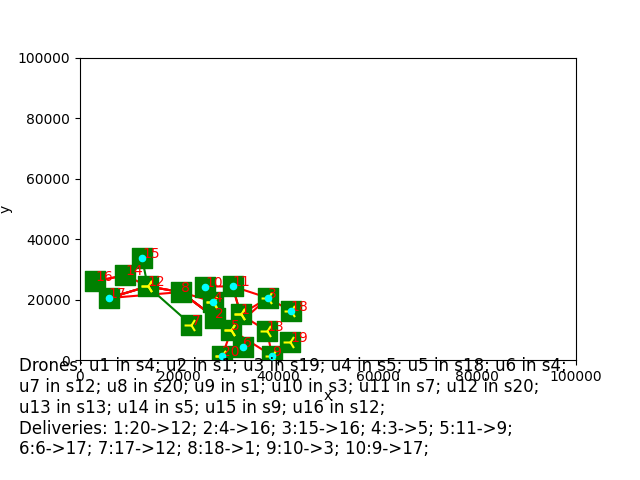 100000
80000
60000
40000
20000
0
y
0 20000 40000 60000 80000 100000
x
15
14
16
12
Drones: u1 in s4; u2 in s1; u3 in s19; u4 in s5; u5 in s18; u6 in s4;
u7 in s12; u8 in s20; u9 in s1; u10 in s3; u11 in s7; u12 in s20;
u13 in s13; u14 in s5; u15 in s9; u16 in s12;
Deliveries: 1:20->12; 2:4->16; 3:15->16; 4:3->5; 5:11->9;
6:6->17; 7:17->12; 8:18->1; 9:10->3; 10:9->17;